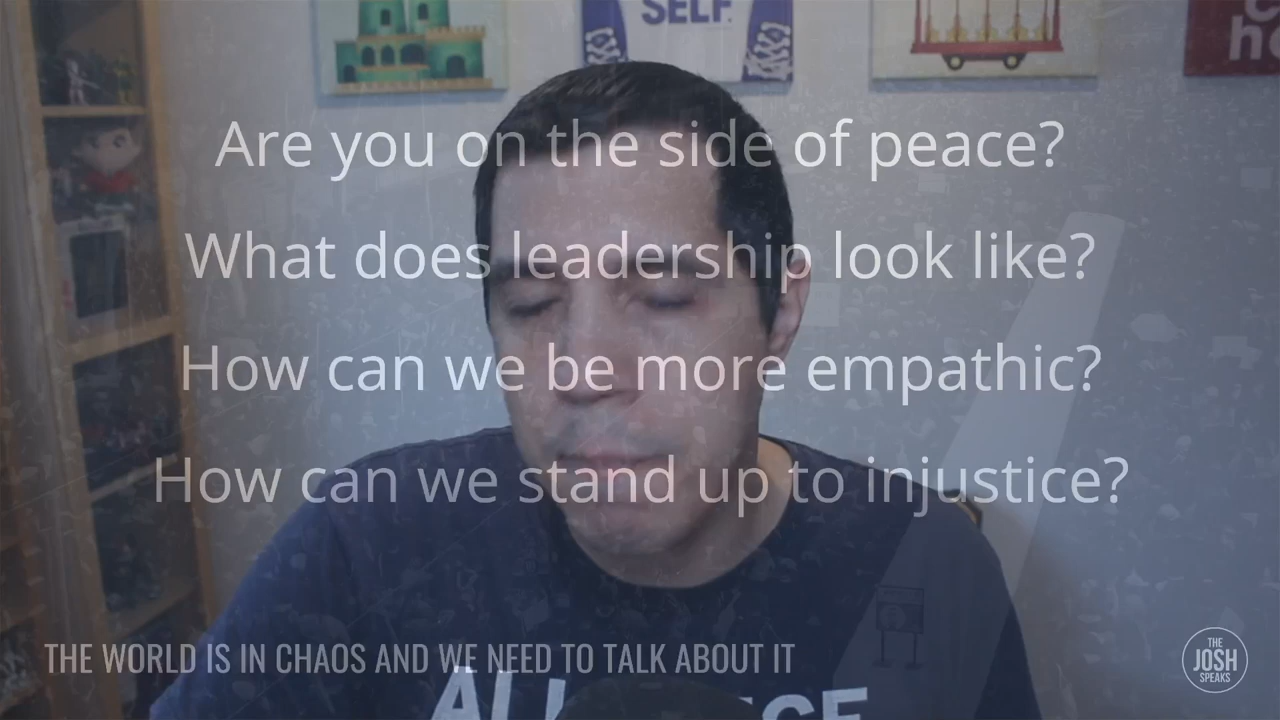 SELF.
Are you on the side of peace?
What does leadership look like?
How can we be more empathic?
How can we stand up to injustice?
THE WORLD IS IN CHAOS AND WE NEED TO TALK ABOUT IT
THE
JOSH
SPEAKS